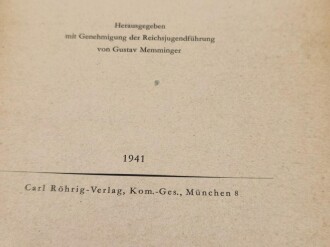 Herausgegeben
mit Genehmigung der Reichsjugendführung
von Gustav Memminger
1941
Carl Röhrig-Verlag, Kom.-Ges., München 8